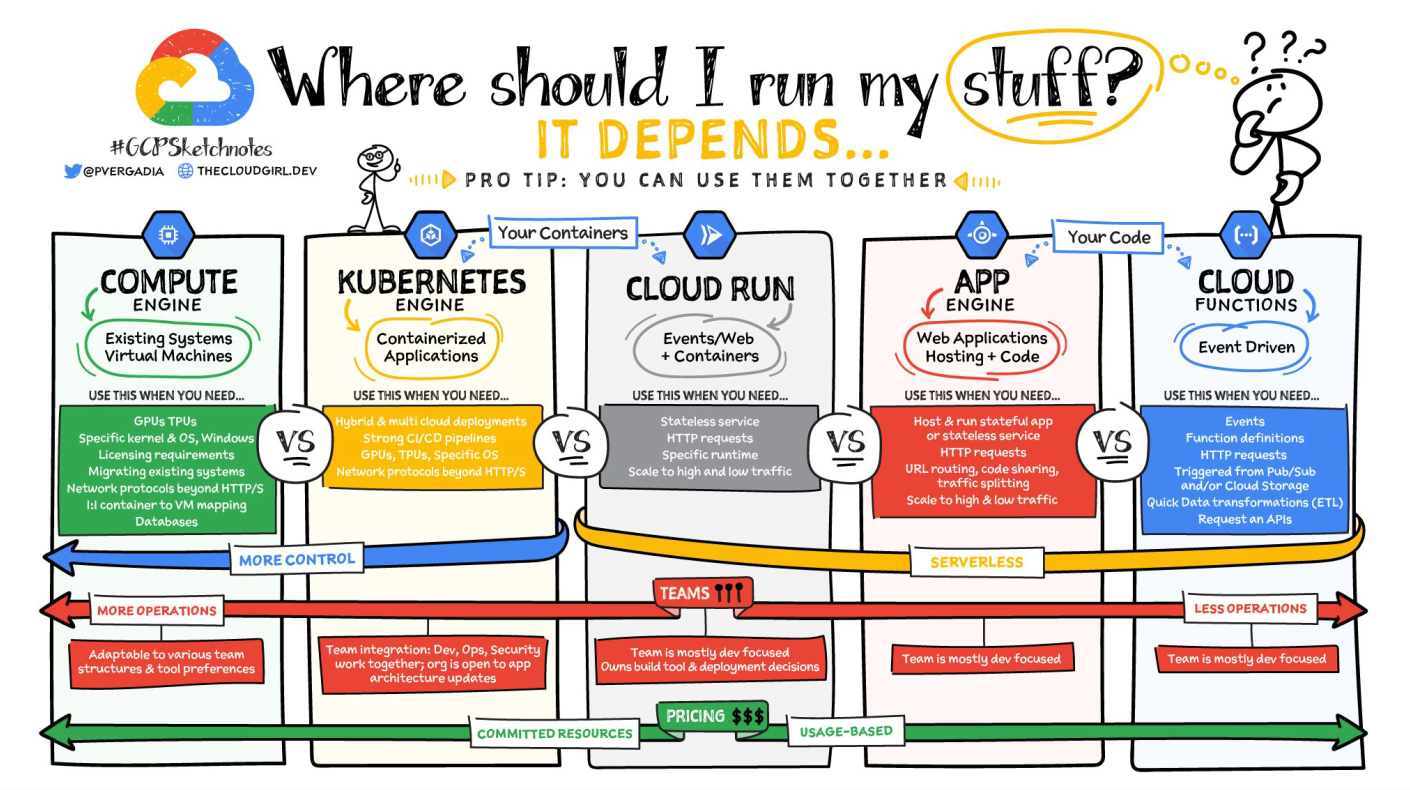 Where should I run my stuff?
? ? ?
IT DEPENDS...
#GCPSketchnotes
@PVERGADIA THECLOUDGIRL.DEV
PRO TIP: YOU CAN USE THEM TOGETHER
Your Containers
Your Code
COMPUTE
ENGINE
Existing Systems
Virtual Machines
USE THIS WHEN YOU NEED...
GPUs TPUs
Specific kernel & OS, Windows
Licensing requirements
Migrating existing systems
Network protocols beyond HTTP/S
1:1 container to VM mapping
Databases
VS
KUBERNETES
ENGINE
Containerized
Applications
USE THIS WHEN YOU NEED...
Hybrid & multi cloud deployments
Strong CI/CD pipelines
GPUs, TPUs, Specific OS
Network protocols beyond HTTP/S
VS
CLOUD RUN
Events/Web
+ Containers
USE THIS WHEN YOU NEED...
Stateless service
HTTP requests
Specific runtime
Scale to high and low traffic
VS
APP
ENGINE
Web Applications
Hosting + Code
USE THIS WHEN YOU NEED...
Host & run stateful app
or stateless service
HTTP requests
URL routing, code sharing,
traffic splitting
Scale to high & low traffic
VS
CLOUD
FUNCTIONS
Event Driven
USE THIS WHEN YOU NEED...
Events
Function definitions
HTTP requests
Triggered from Pub/Sub
and/or Cloud Storage
Quick Data transformations (ETL)
Request an APIs
MORE CONTROL
SERVERLESS
TEAMS
MORE OPERATIONS
LESS OPERATIONS
Adaptable to various team
structures & tool preferences
Team integration: Dev, Ops, Security
work together; org is open to app
architecture updates
Team is mostly dev focused
Owns build tool & deployment decisions
Team is mostly dev focused
Team is mostly dev focused
PRICING $$$
COMMITTED RESOURCES
USAGE-BASED